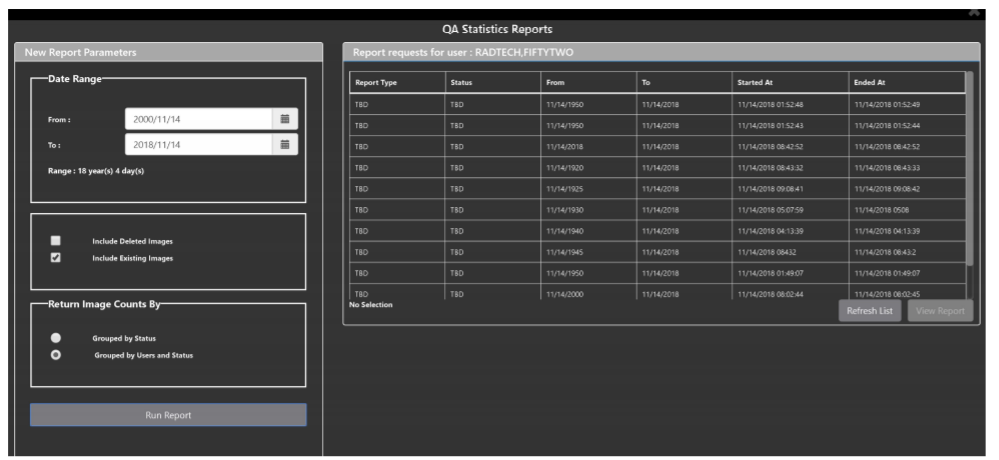 QA Statistics Reports
New Report Parameters
Date Range
From :
2000/11/14
To :
2018/11/14
Range : 18 year(s) 4 day(s)
Include Deleted Images
Include Existing Images
Return Image Counts By
Grouped by Status
Grouped by Users and Status
Run Report
Report requests for user : RADTECH,FIFTYTWO
Report Type Status From To Started At Ended At
TBD TBD 11/14/1950 11/14/2018 11/14/2018 01:52:48 11/14/2018 01:52:49
TBD TBD 11/14/1950 11/14/2018 11/14/2018 01:52:43 11/14/2018 01:52:44
TBD TBD 11/14/2018 11/14/2018 11/14/2018 08:42:52 11/14/2018 08:42:52
TBD TBD 11/14/1920 11/14/2018 11/14/2018 08:43:32 11/14/2018 08:43:33
TBD TBD 11/14/1925 11/14/2018 11/14/2018 09:08:41 11/14/2018 09:08:42
TBD TBD 11/14/1930 11/14/2018 11/14/2018 05:07:59 11/14/2018 0508
TBD TBD 11/14/1940 11/14/2018 11/14/2018 04:13:39 11/14/2018 04:13:39
TBD TBD 11/14/1945 11/14/2018 11/14/2018 08432 11/14/2018 08:43:2
TBD TBD 11/14/1950 11/14/2018 11/14/2018 01:49:07 11/14/2018 01:49:07
TBD TBD 11/14/2000 11/14/2018 11/14/2018 08:02:44 11/14/2018 08:02:45
No Selection
Refresh List View Report